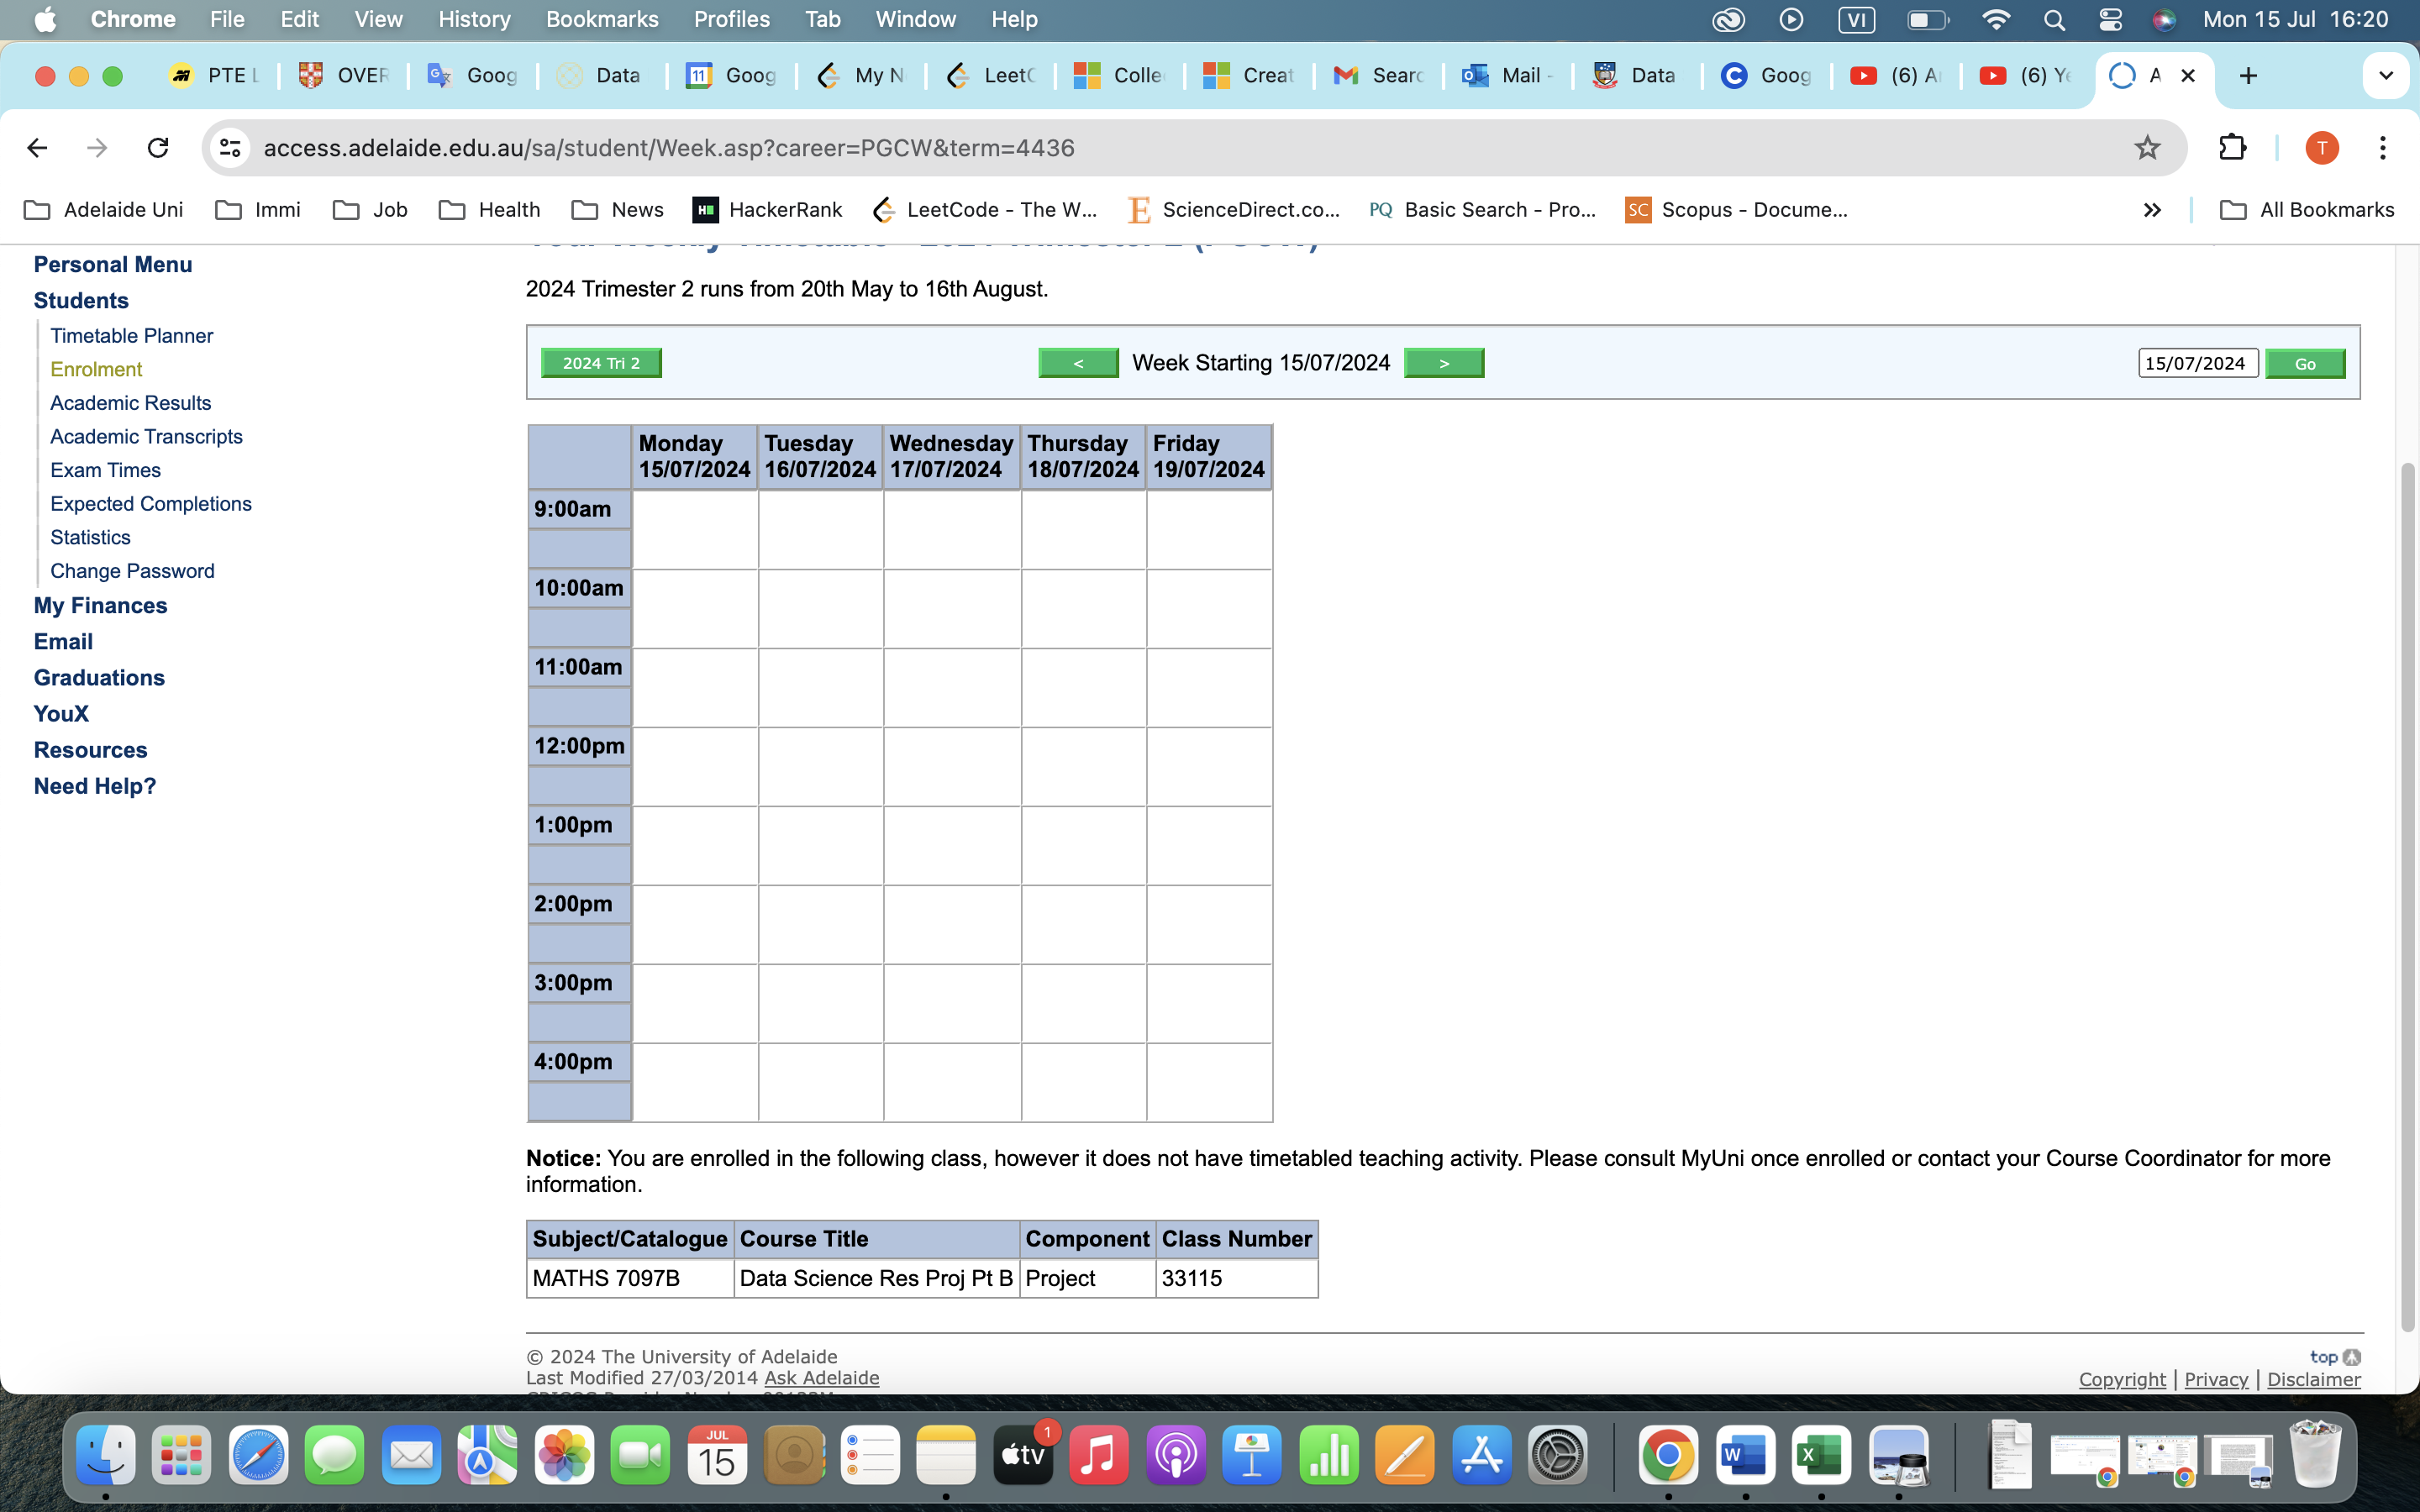 Chrome File Edit View History Bookmarks Profiles Tab Window Help VI Mon 15 Jul 16:20
PTE L OVER Goog Data 11 Goog My N LeetC Colle Creat Searc Mail - Data Goog (6) A (6) Ye A
access.adelaide.edu.au/sa/student/Week.asp?career=PGCW&term=4436 T
Adelaide Uni Immi Job Health News HackerRank LeetCode - The W... ScienceDirect.co... PQ Basic Search - Pro... SC Scopus - Docume... » All Bookmarks
Personal Menu
Students
Timetable Planner
Enrolment
Academic Results
Academic Transcripts
Exam Times
Expected Completions
Statistics
Change Password
My Finances
Email
Graduations
YouX
Resources
Need Help?
2024 Trimester 2 runs from 20th May to 16th August.
2024 Tri 2 < Week Starting 15/07/2024 > 15/07/2024 Go
Monday Tuesday Wednesday Thursday Friday
15/07/2024 16/07/2024 17/07/2024 18/07/2024 19/07/2024
9:00am
10:00am
11:00am
12:00pm
1:00pm
2:00pm
3:00pm
4:00pm
Notice: You are enrolled in the following class, however it does not have timetabled teaching activity. Please consult MyUni once enrolled or contact your Course Coordinator for more
information.
Subject/Catalogue Course Title Component Class Number
MATHS 7097B Data Science Res Proj Pt B Project 33115
© 2024 The University of Adelaide
Last Modified 27/03/2014 Ask Adelaide
top
Copyright | Privacy | Disclaimer
JUL
15
tv
1